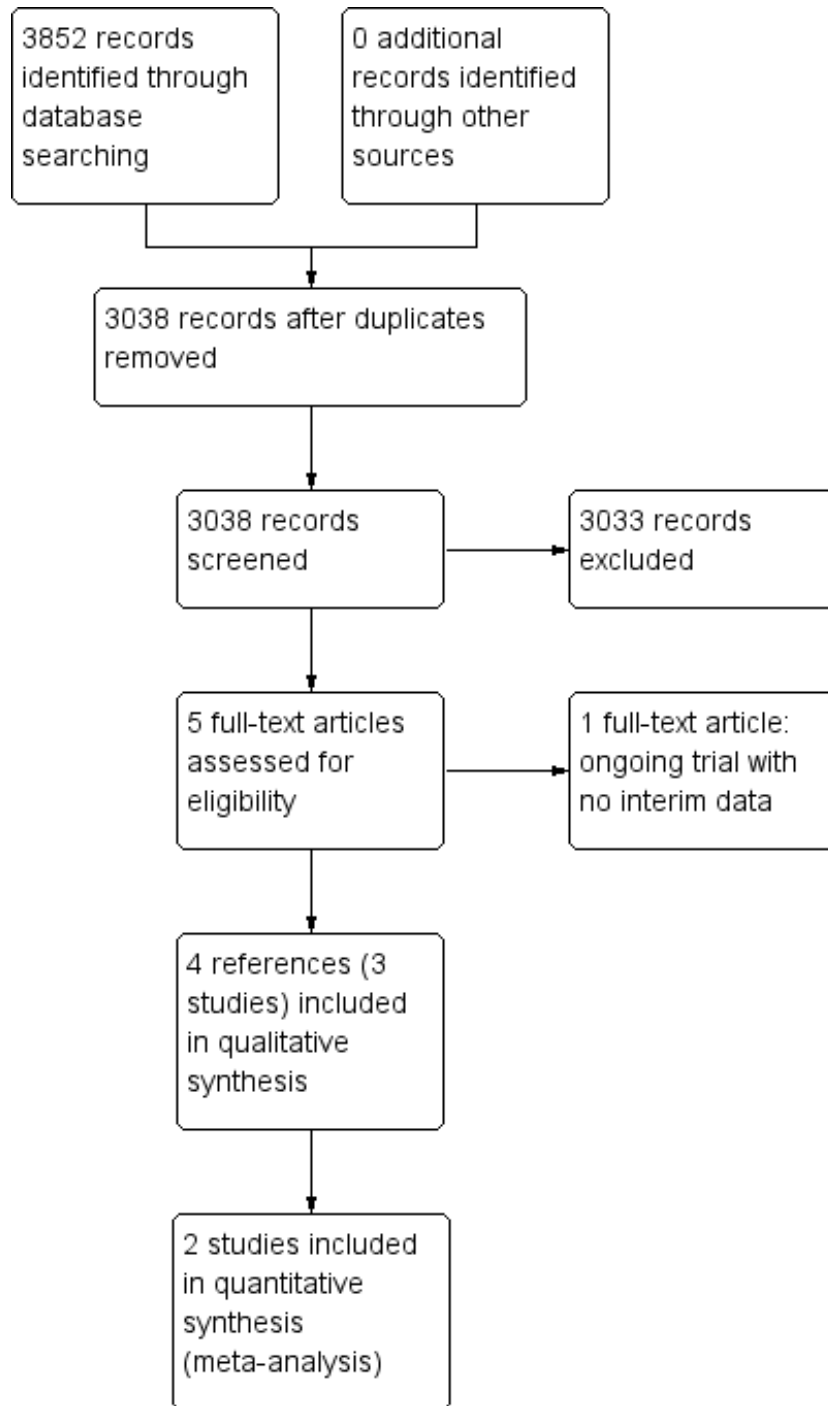 3852 records
identified through
database
searching
0 additional
records identified
through other
sources
3038 records after duplicates
removed
3038 records
screened
3033 records
excluded
5 full-text articles
assessed for
eligibility
1 full-text article:
ongoing trial with
no interim data
4 references (3
studies) included
in qualitative
synthesis
2 studies included
in quantitative
synthesis
(meta-analysis)